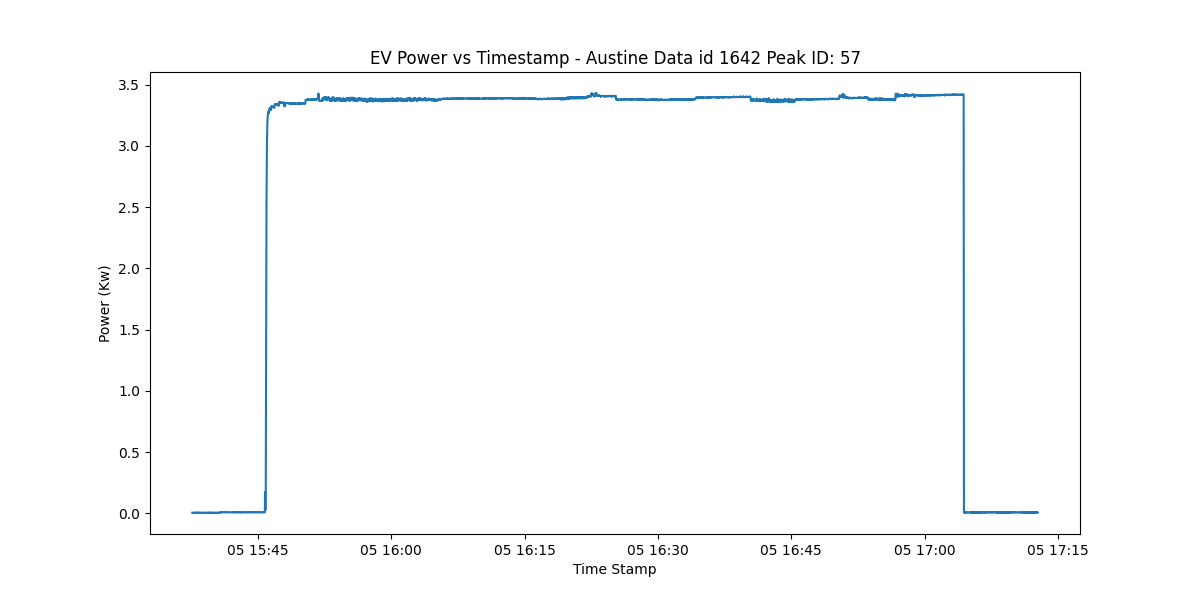 EV Power vs Timestamp - Austine Data id 1642 Peak ID: 57
3.5
3.0
2.5
2.0
1.5
1.0
0.5
0.0
Power (Kw)
05 15:45 05 16:00 05 16:15 05 16:30 05 16:45 05 17:00 05 17:15
Time Stamp